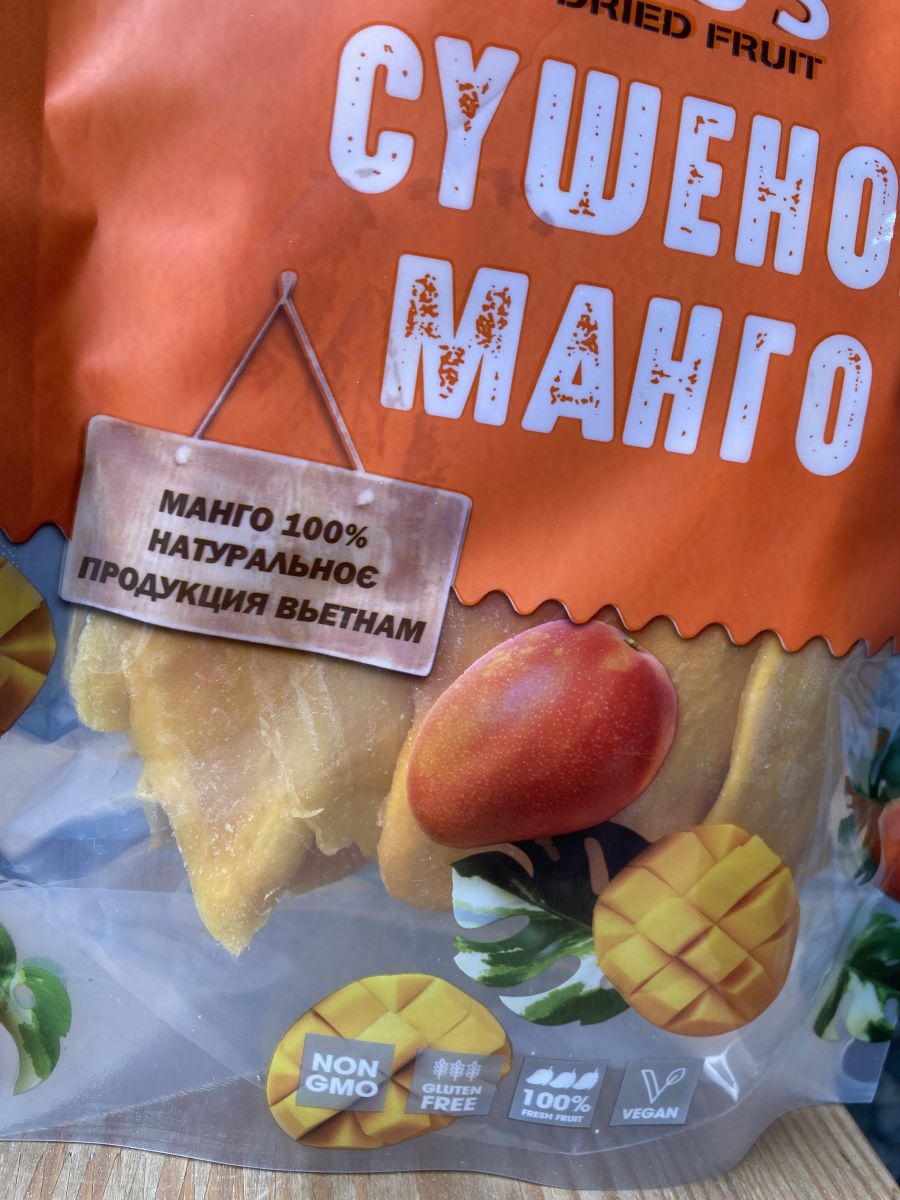 DRIED FRUIT
СУШЕНО
МАНГО
МАНГО 100%
НАТУРАЛЬНОЄ
ПРОДУКЦИЯ ВЬЕТНАМ
NON
GMO
GLUTEN
FREE
100%
FRESH FRUIT
VEGAN